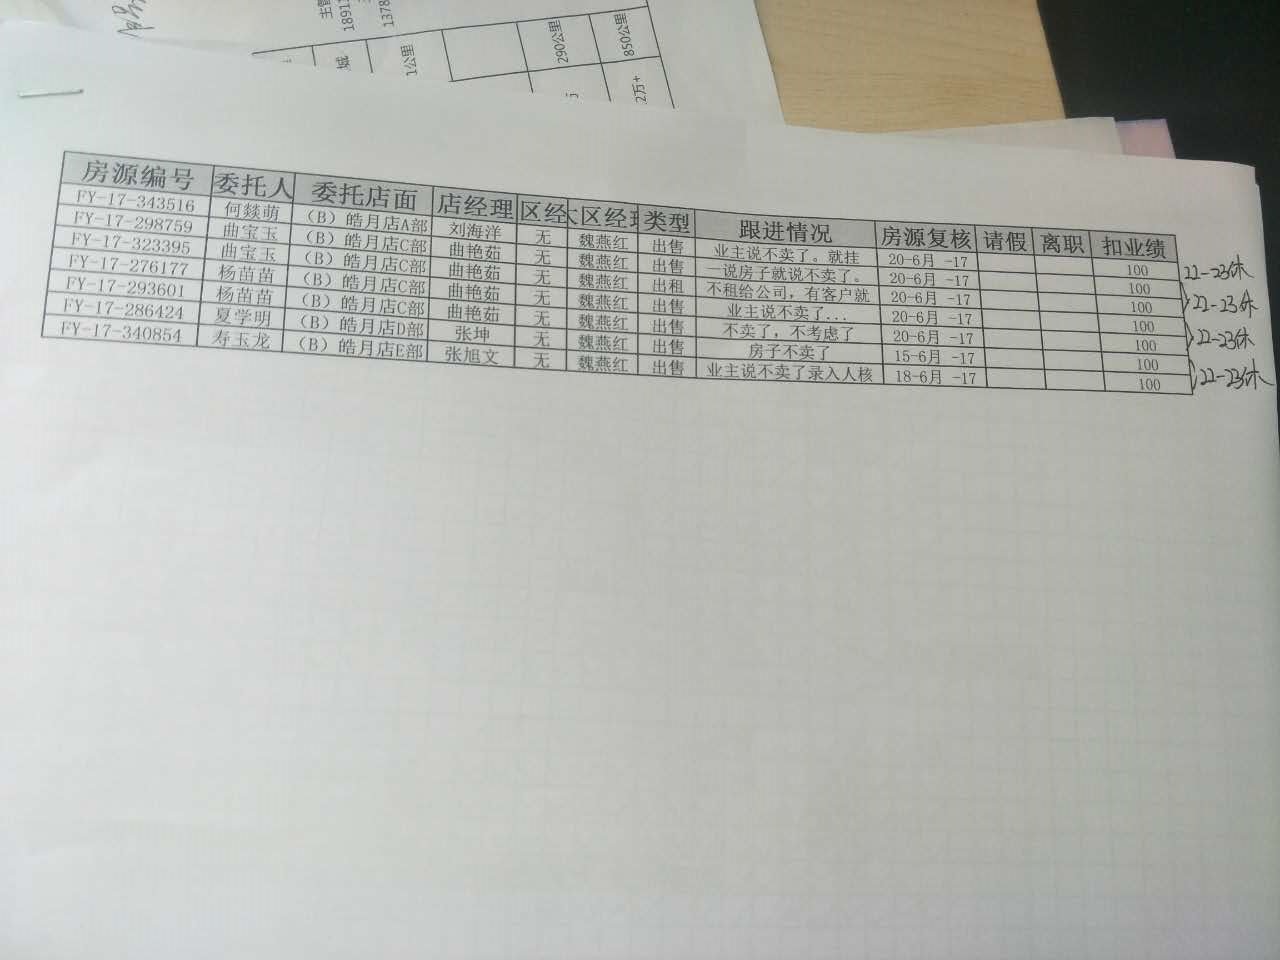 主管
1891
1378
域
1公里
290公里
850公里
2万+
房源编号 委托人 委托店面 店经理 区经 区经理 类型 跟进情况 房源复核 请假 离职 扣业绩
FY-17-343516 何燚萌 （B）皓月店A部 刘海洋 无 魏燕红 出售 业主说不卖了。就挂 20-6月 -17 100 22-23休
FY-17-298759 曲宝玉 （B）皓月店C部 曲艳茹 无 魏燕红 出售 一说房子就说不卖了。 20-6月 -17 100
FY-17-323395 曲宝玉 （B）皓月店C部 曲艳茹 无 魏燕红 出租 不租给公司，有客户就 20-6月 -17 100 22-23休
FY-17-276177 杨苗苗 （B）皓月店C部 曲艳茹 无 魏燕红 出售 业主说不卖了... 20-6月 -17 100
FY-17-293601 杨苗苗 （B）皓月店C部 曲艳茹 无 魏燕红 出售 不卖了，不考虑了 20-6月 -17 100 22-23休
FY-17-286424 夏学明 （B）皓月店D部 张坤 无 魏燕红 出售 房子不卖了 15-6月 -17 100
FY-17-340854 寿玉龙 （B）皓月店E部 张旭文 无 魏燕红 出售 业主说不卖了录入人核 18-6月 -17 100 22-23休